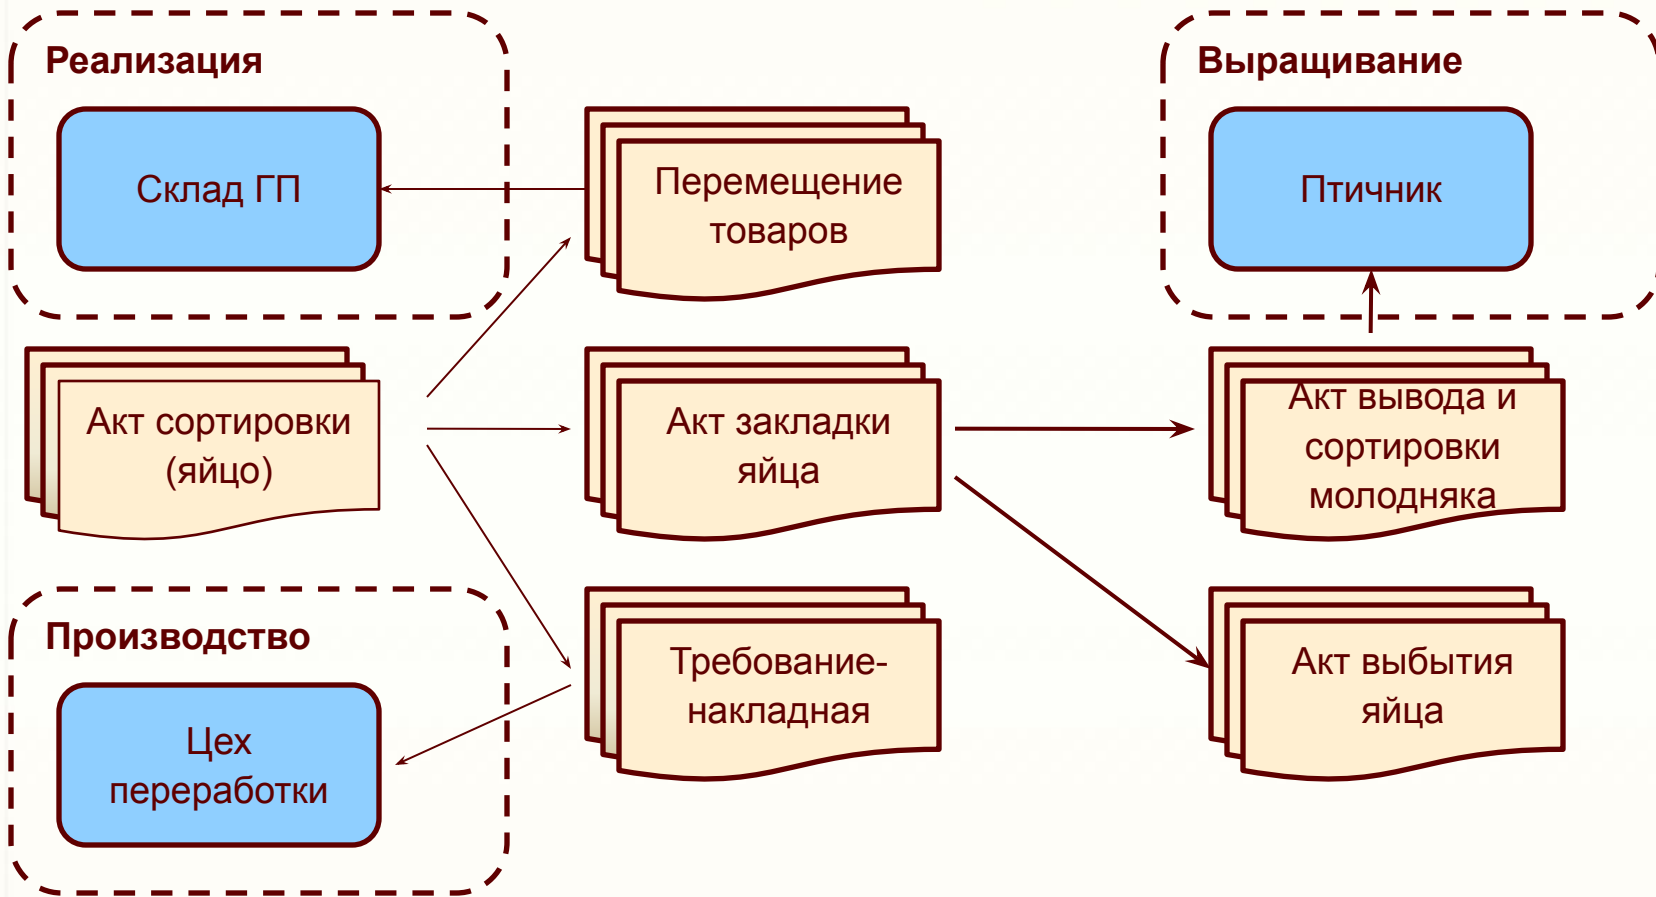 Реализация
Склад ГП
Перемещение
товаров
Выращивание
Птичник
Акт сортировки
(яйцо)
Акт закладки
яйца
Акт вывода и
сортировки
молодняка
Производство
Цех
переработки
Требование-
накладная
Акт выбытия
яйца